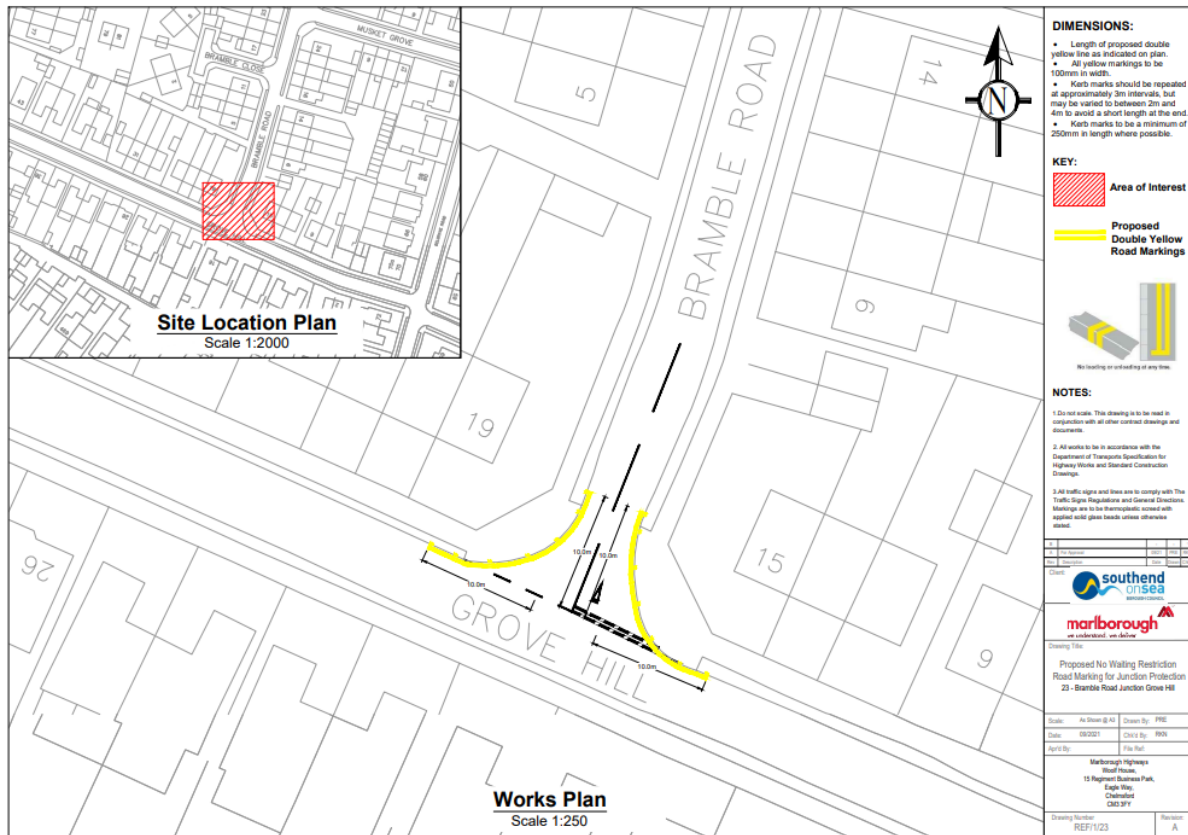 MUSKET GROVE
BRAMBLE CLOSE
BRAMBLE ROAD
Site Location Plan
Scale 1:2000
5
14
BRAMBLE ROAD
6
19
15
9
26
10.0m
10.0m
10.0m
10.0m
GROVE HILL
Works Plan
Scale 1:250
N
DIMENSIONS:
• Length of proposed double
yellow line as indicated on plan.
• All yellow markings to be
100mm in width.
• Kerb marks should be repeated
at approximately 3m intervals, but
may be varied to between 2m and
4m to avoid a short length at the end.
• Kerb marks to be a minimum of
250mm in length where possible.
KEY:
Area of Interest
Proposed
Double Yellow
Road Markings
No loading or unloading at any time.
NOTES:
1.Do not scale. This drawing is to be read in
conjunction with all other contract drawings and
documents.
2. All works to be in accordance with the
Department of Transports Specification for
Highway Works and Standard Construction
Drawings.
3.All traffic signs and lines are to comply with The
Traffic Signs Regulations and General Directions.
Markings are to be thermoplastic screed with
applied solid glass beads unless otherwise
stated.
A For Approval PRE
Rev Description Date
Client:
southend
onsea
BOROUGH COUNCIL
marlborough
we understand. we deliver
Drawing Title:
Proposed No Waiting Restriction
Road Marking for Junction Protection
23 - Bramble Road Junction Grove Hill
Scale: As Shown @ A3 Drawn By: PRE
Date: 09/2021 Chk'd By: RKN
App'd By: File Ref:
Marlborough Highways
Woolf House,
15 Regiment Business Park,
Eagle Way,
Chelmsford
CM3 3FY
Drawing Number Revision
REF/1/23 A